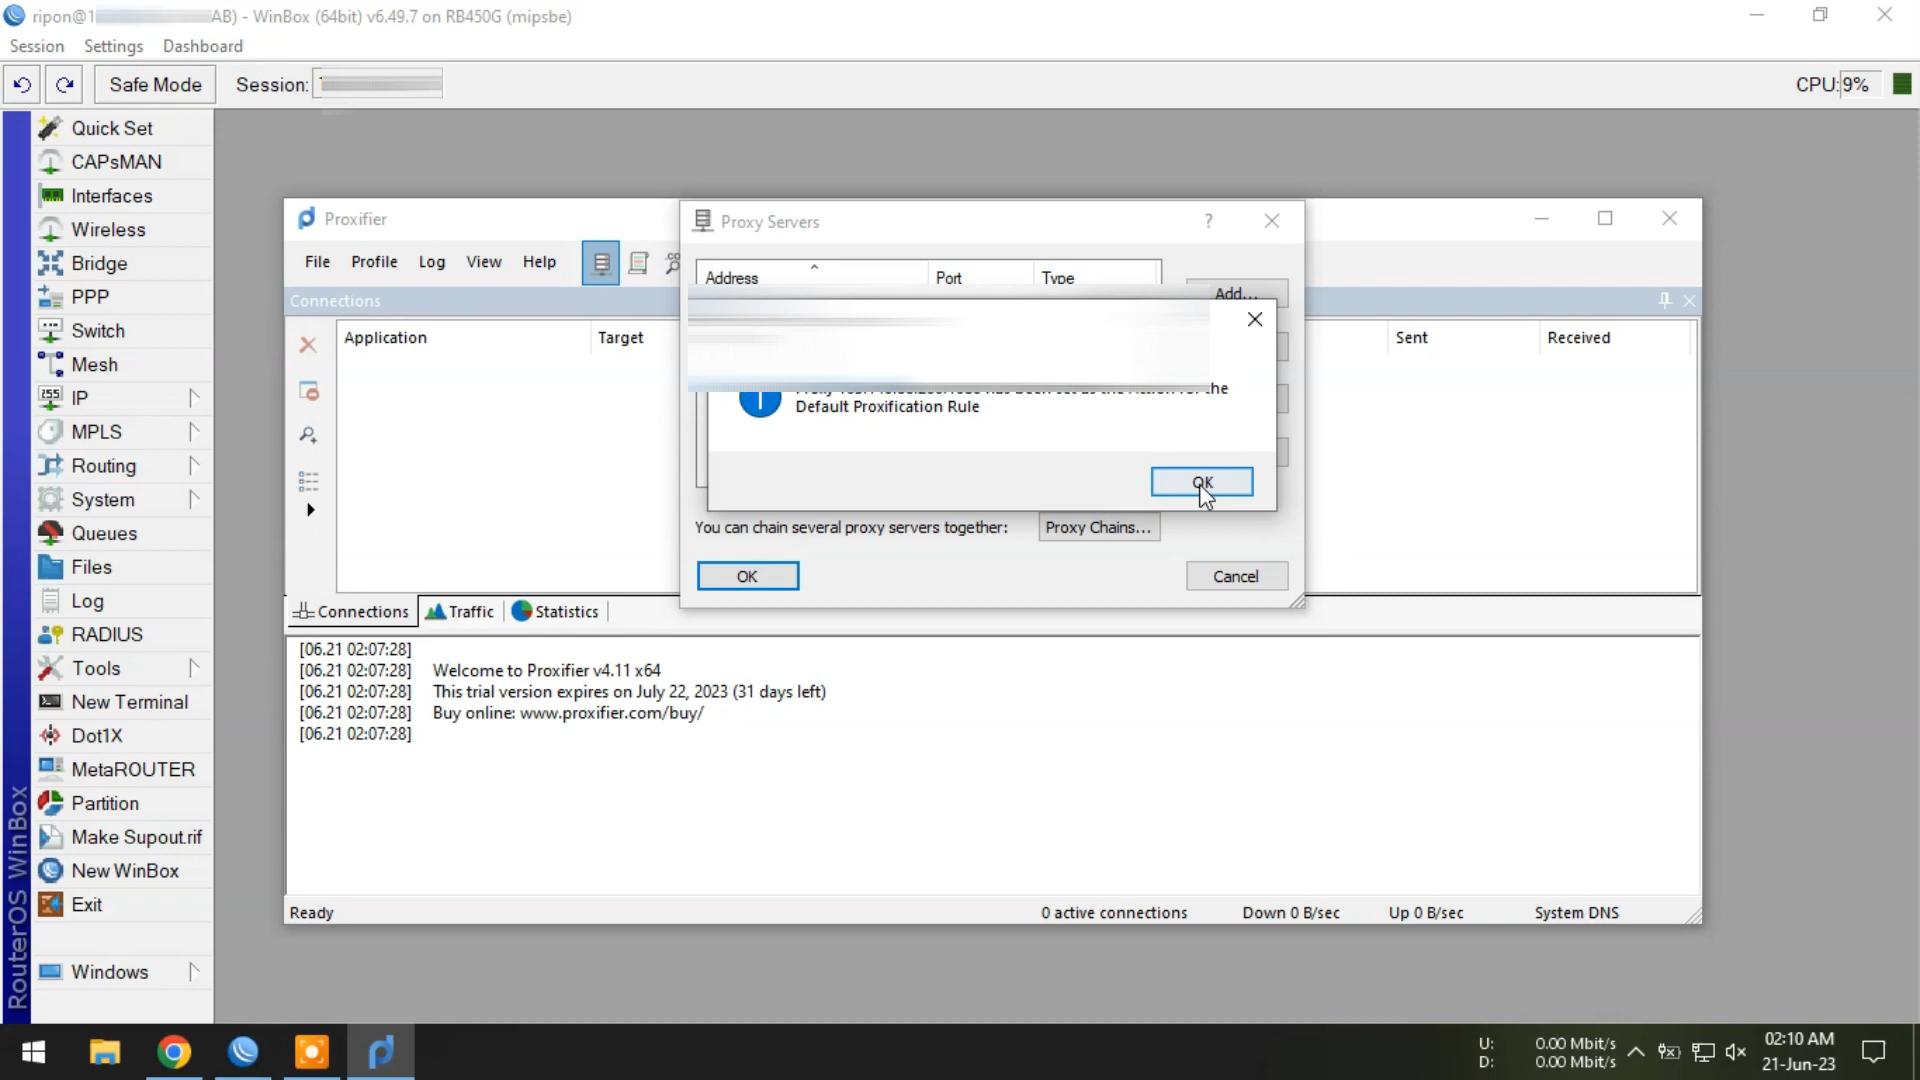 ripon@1 AB) - WinBox (64bit) v6.49.7 on RB450G (mipsbe)
Session Settings Dashboard
Safe Mode Session: CPU: 9%
Quick Set
CAPsMAN
Interfaces
Wireless
Bridge
PPP
Switch
Mesh
IP
MPLS
Routing
System
Queues
Files
Log
RADIUS
Tools
New Terminal
Dot1X
MetaROUTER
Partition
Make Supout.rif
New WinBox
Exit
Windows
RouterOS WinBox
Proxifier
File Profile Log View Help
Connections
Application Target Sent Received
Proxy Servers
Address Port Type
Add...
has been set as the Action for the
Default Proxification Rule
OK
You can chain several proxy servers together: Proxy Chains...
OK Cancel
Connections Traffic Statistics
[06.21 02:07:28]
[06.21 02:07:28] Welcome to Proxifier v4.11 x64
[06.21 02:07:28] This trial version expires on July 22, 2023 (31 days left)
[06.21 02:07:28] Buy online: www.proxifier.com/buy/
[06.21 02:07:28]
Ready 0 active connections Down 0 B/sec Up 0 B/sec System DNS
U: 0.00 Mbit/s
D: 0.00 Mbit/s
02:10 AM
21-Jun-23